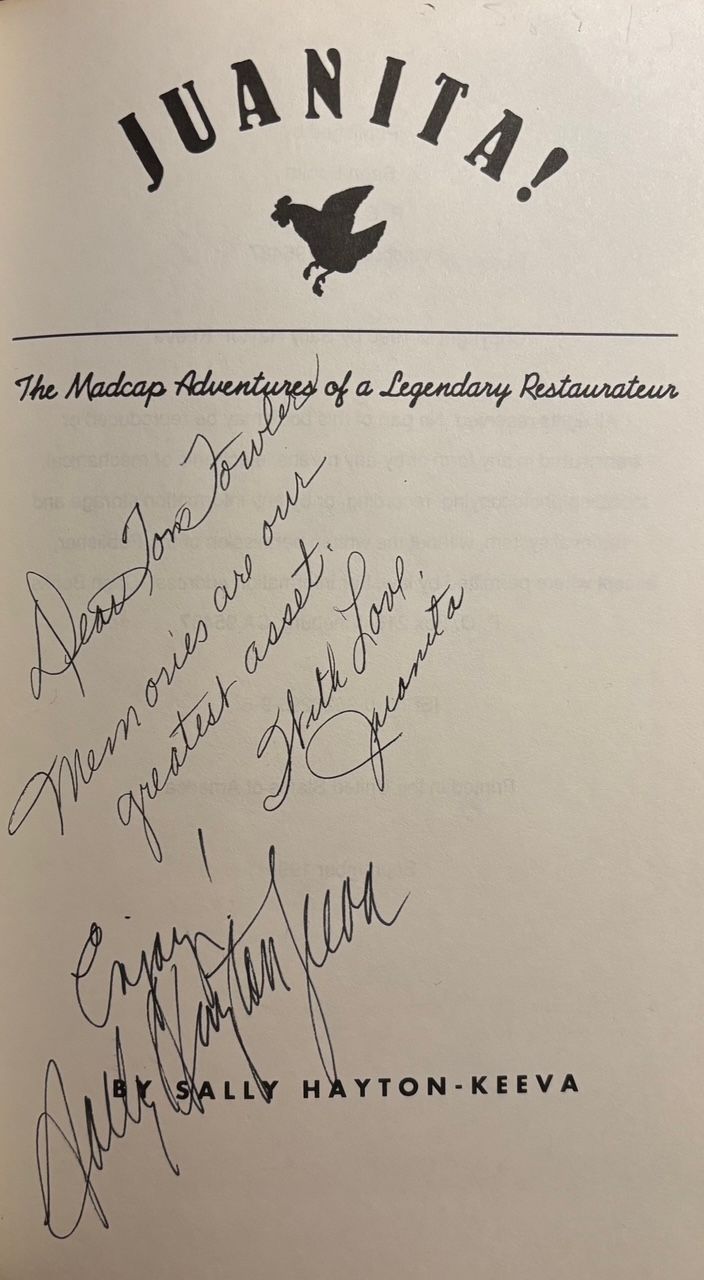 JUANITA!
The Madcap Adventures of a Legendary Restaurateur
Dear Tom Fowler,
Memories are our
greatest asset.
With Love,
Juanita
Enjoy!
Sally Hayton Keeva
BY SALLY HAYTON-KEEVA